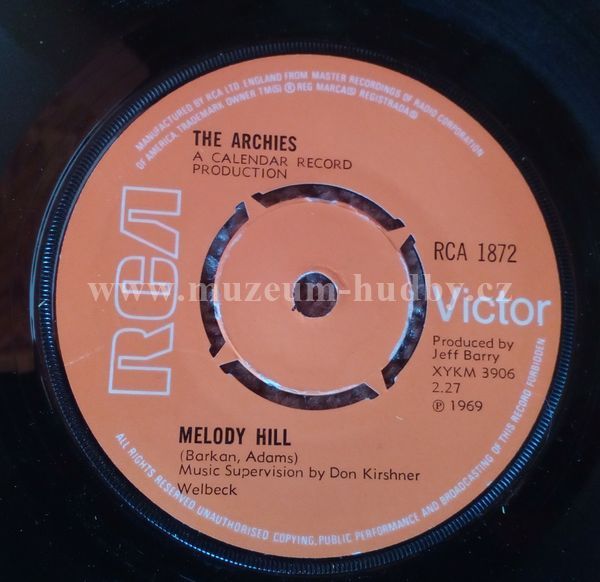 MANUFACTURED BY RCA LTD. ENGLAND FROM MASTER RECORDINGS OF RADIO CORPORATION
OF AMERICA. TRADEMARK OWNER TM(S) ® REG MARCA(S) REGISTRADA(S)
THE ARCHIES
A CALENDAR RECORD
PRODUCTION
RCA
RCA 1872
www.muzeum-hudby.cz
Victor
Produced by
Jeff Barry
XYKM 3906
2.27
℗ 1969
MELODY HILL
(Barkan, Adams)
Music Supervision by Don Kirshner
Welbeck
ALL RIGHTS RESERVED UNAUTHORISED COPYING, PUBLIC PERFORMANCE AND BROADCASTING OF THIS RECORD FORBIDDEN.